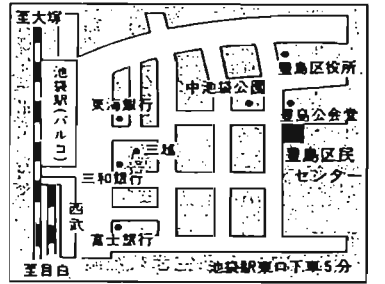 至大塚
池袋駅(パルコ)
東海銀行
中池袋公園
豊島区役所
豊島公会堂
三越
豊島区民
センター
三和銀行
西武
富士銀行
至目白
池袋駅東口下車5分